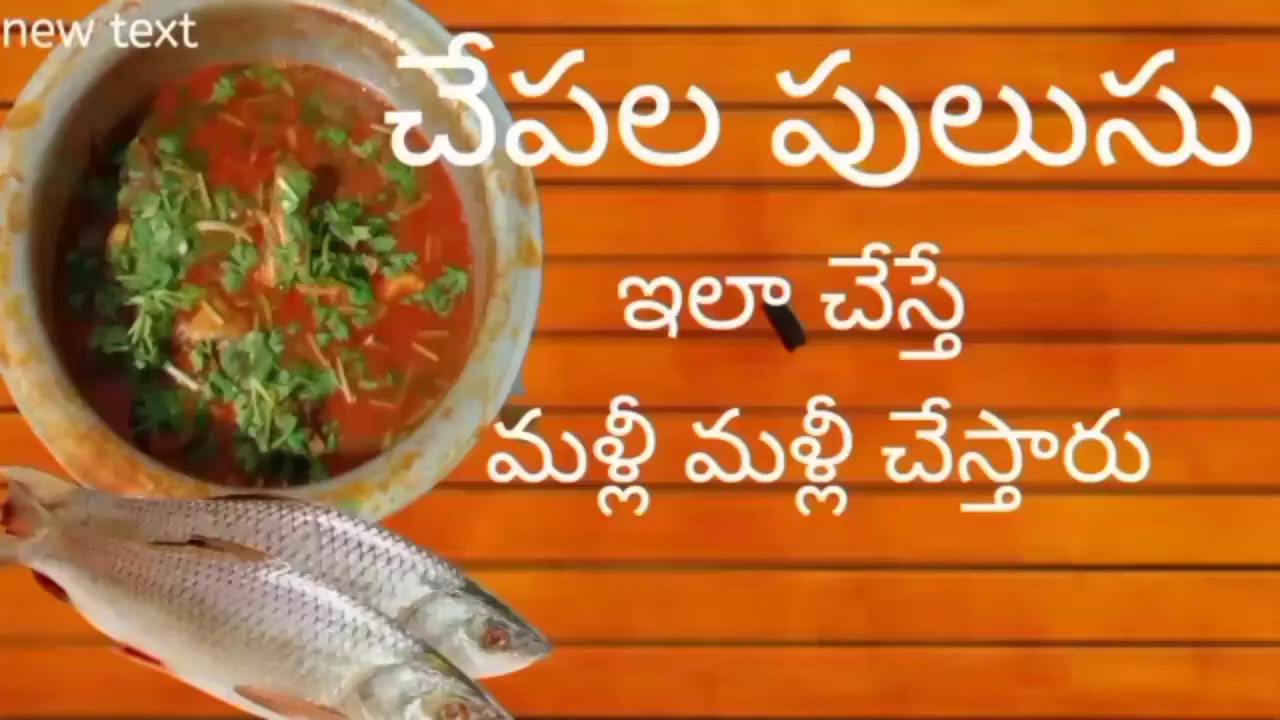 new text
చేపల పులుసు
ఇలా చేస్తే
మళ్లీ మళ్లీ చేస్తారు